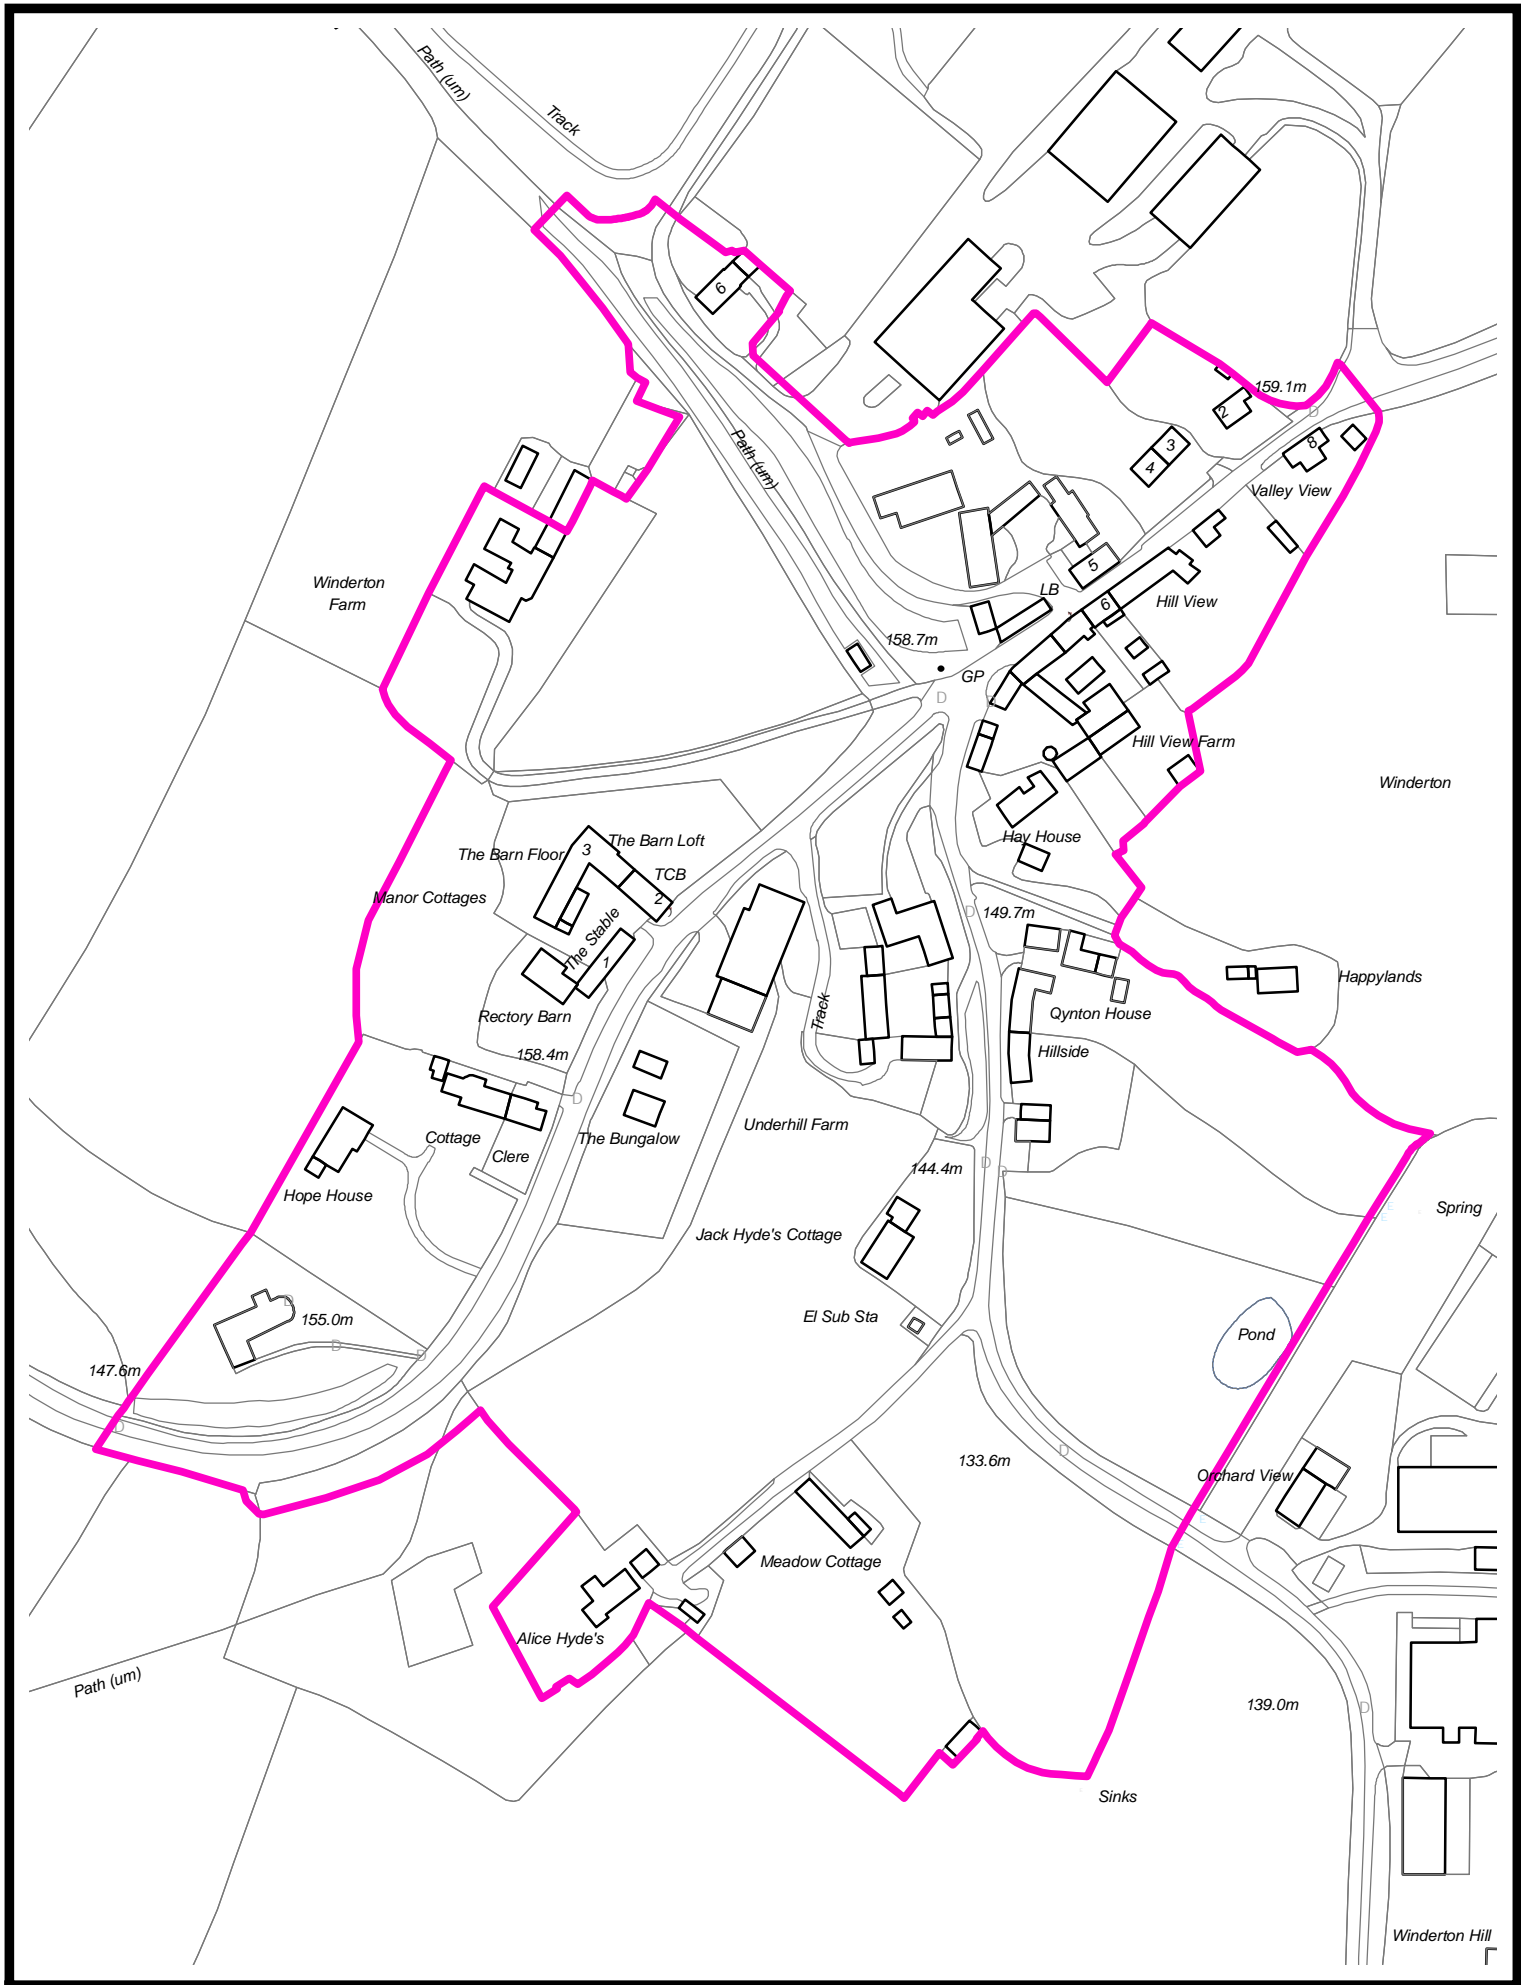 Path (um)
Track
6
159.1m
2
3
4
8
Valley View
Path (um)
5
LB
6
Hill View
Winderton
Farm
158.7m
GP
Hill View Farm
Winderton
The Barn Loft
3
The Barn Floor
TCB
2
Manor Cottages
Hay House
149.7m
The Stable
1
Rectory Barn
Track
Happylands
Qynton House
Hillside
158.4m
Underhill Farm
The Bungalow
Cottage
Clere
Hope House
144.4m
Spring
Jack Hyde's Cottage
El Sub Sta
155.0m
Pond
147.6m
133.6m
Orchard View
Meadow Cottage
Alice Hyde's
Path (um)
139.0m
Sinks
Winderton Hill